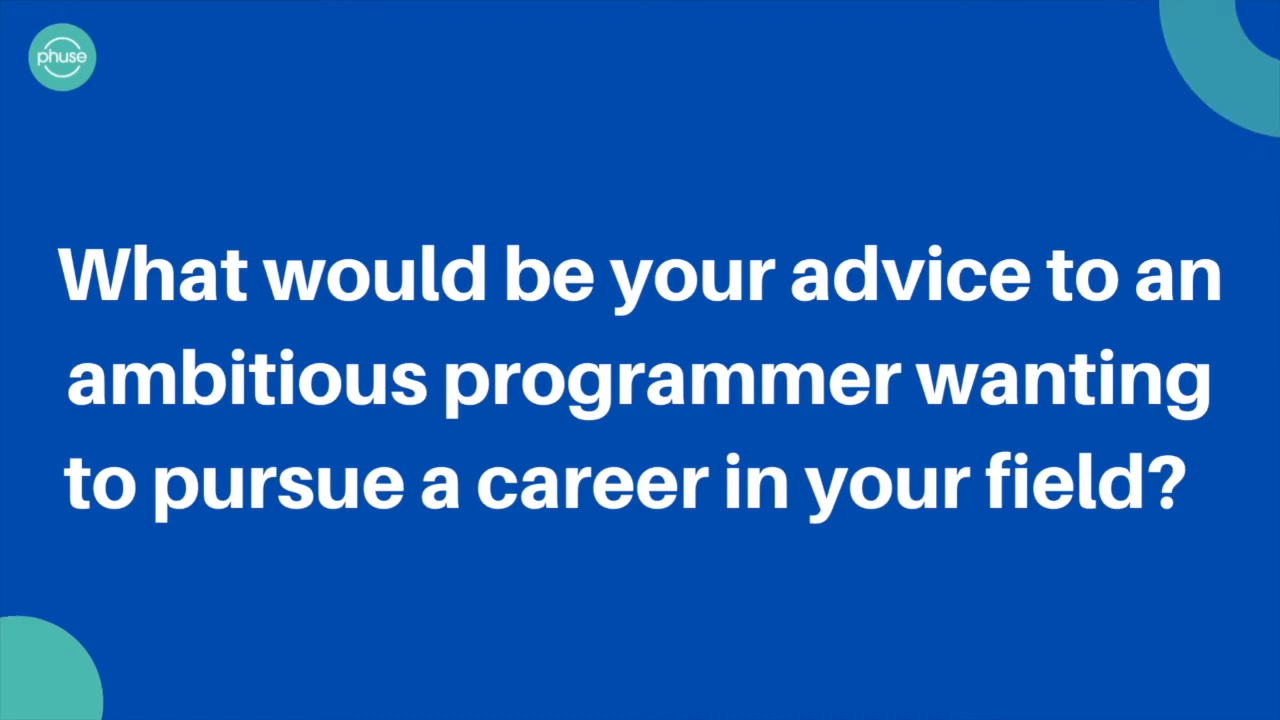 phuse
What would be your advice to an
ambitious programmer wanting
to pursue a career in your field?